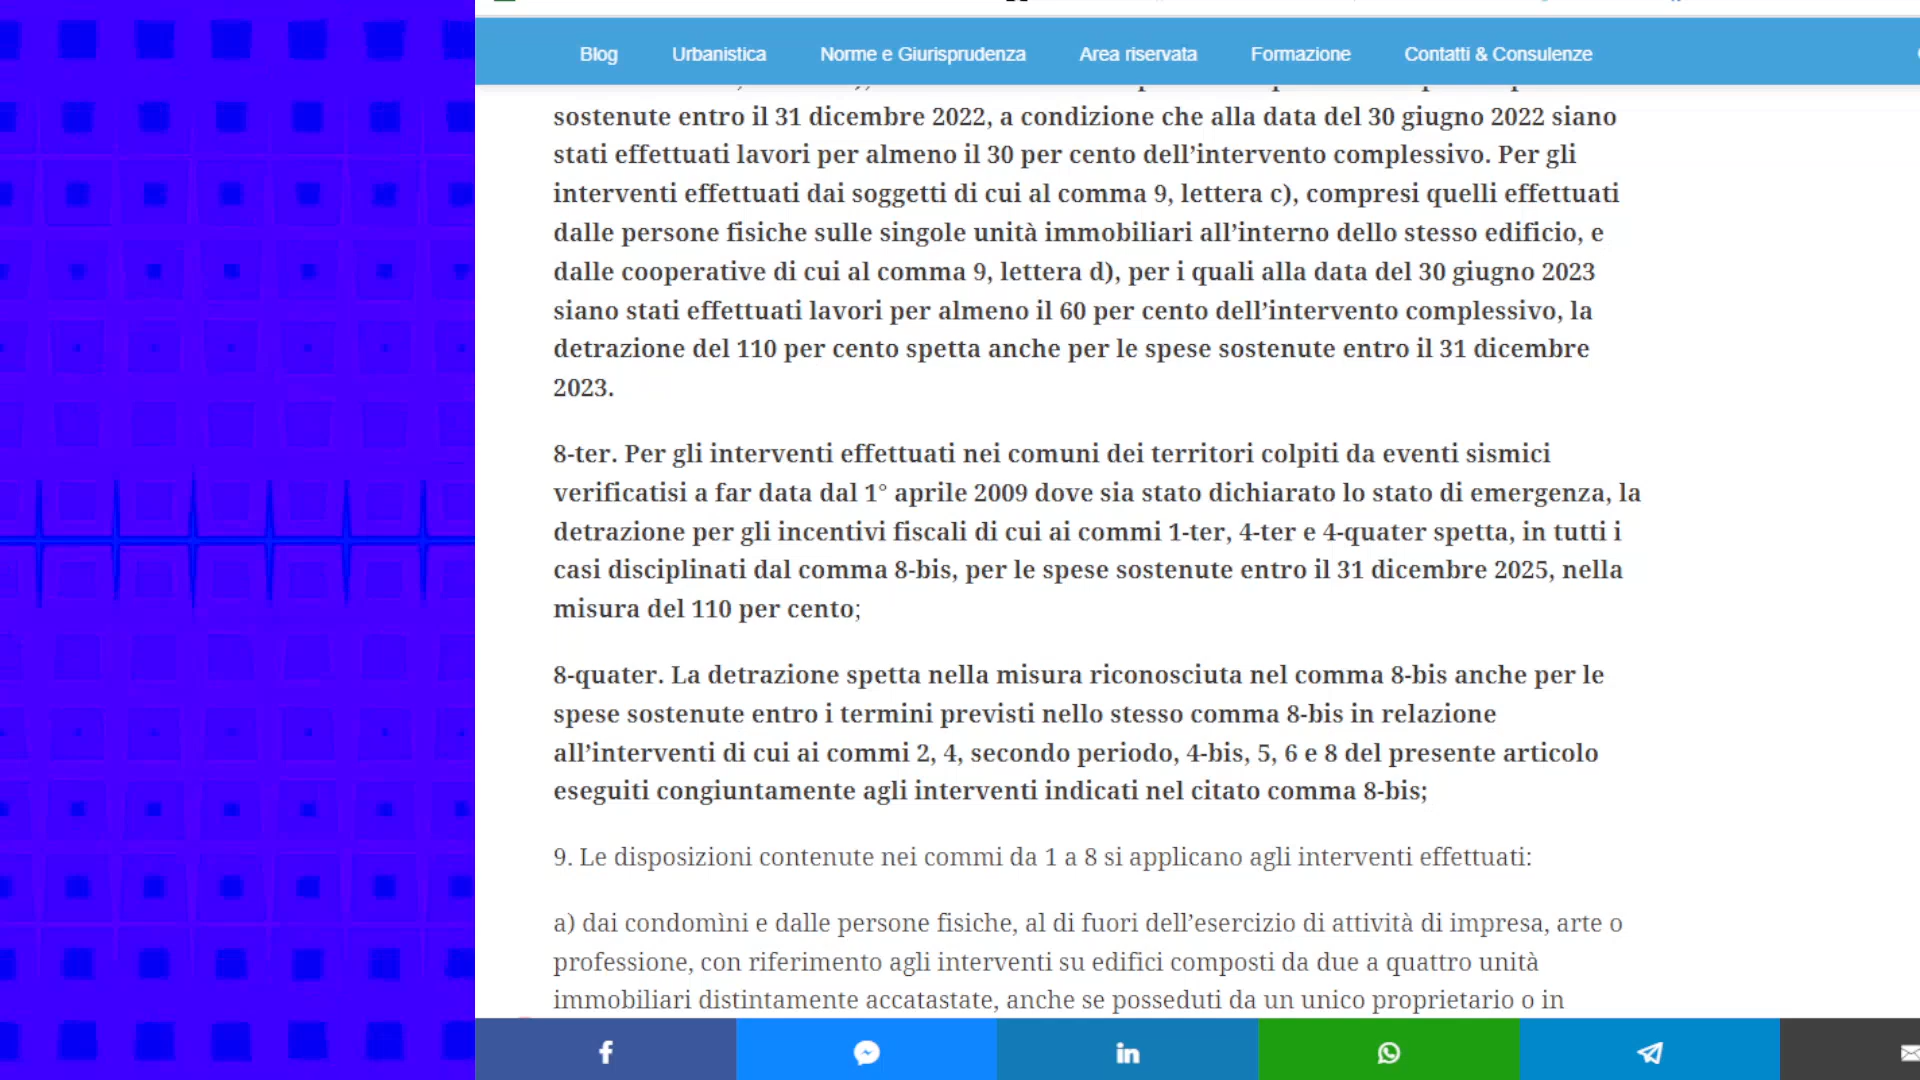 Blog Urbanistica Norme e Giurisprudenza Area riservata Formazione Contatti & Consulenze
sostenute entro il 31 dicembre 2022, a condizione che alla data del 30 giugno 2022 siano
stati effettuati lavori per almeno il 30 per cento dell’intervento complessivo. Per gli
interventi effettuati dai soggetti di cui al comma 9, lettera c), compresi quelli effettuati
dalle persone fisiche sulle singole unità immobiliari all’interno dello stesso edificio, e
dalle cooperative di cui al comma 9, lettera d), per i quali alla data del 30 giugno 2023
siano stati effettuati lavori per almeno il 60 per cento dell’intervento complessivo, la
detrazione del 110 per cento spetta anche per le spese sostenute entro il 31 dicembre
2023.
8-ter. Per gli interventi effettuati nei comuni dei territori colpiti da eventi sismici
verificatisi a far data dal 1° aprile 2009 dove sia stato dichiarato lo stato di emergenza, la
detrazione per gli incentivi fiscali di cui ai commi 1-ter, 4-ter e 4-quater spetta, in tutti i
casi disciplinati dal comma 8-bis, per le spese sostenute entro il 31 dicembre 2025, nella
misura del 110 per cento;
8-quater. La detrazione spetta nella misura riconosciuta nel comma 8-bis anche per le
spese sostenute entro i termini previsti nello stesso comma 8-bis in relazione
all’interventi di cui ai commi 2, 4, secondo periodo, 4-bis, 5, 6 e 8 del presente articolo
eseguiti congiuntamente agli interventi indicati nel citato comma 8-bis;
9. Le disposizioni contenute nei commi da 1 a 8 si applicano agli interventi effettuati:
a) dai condomìni e dalle persone fisiche, al di fuori dell’esercizio di attività di impresa, arte o
professione, con riferimento agli interventi su edifici composti da due a quattro unità
immobiliari distintamente accatastate, anche se posseduti da un unico proprietario o in